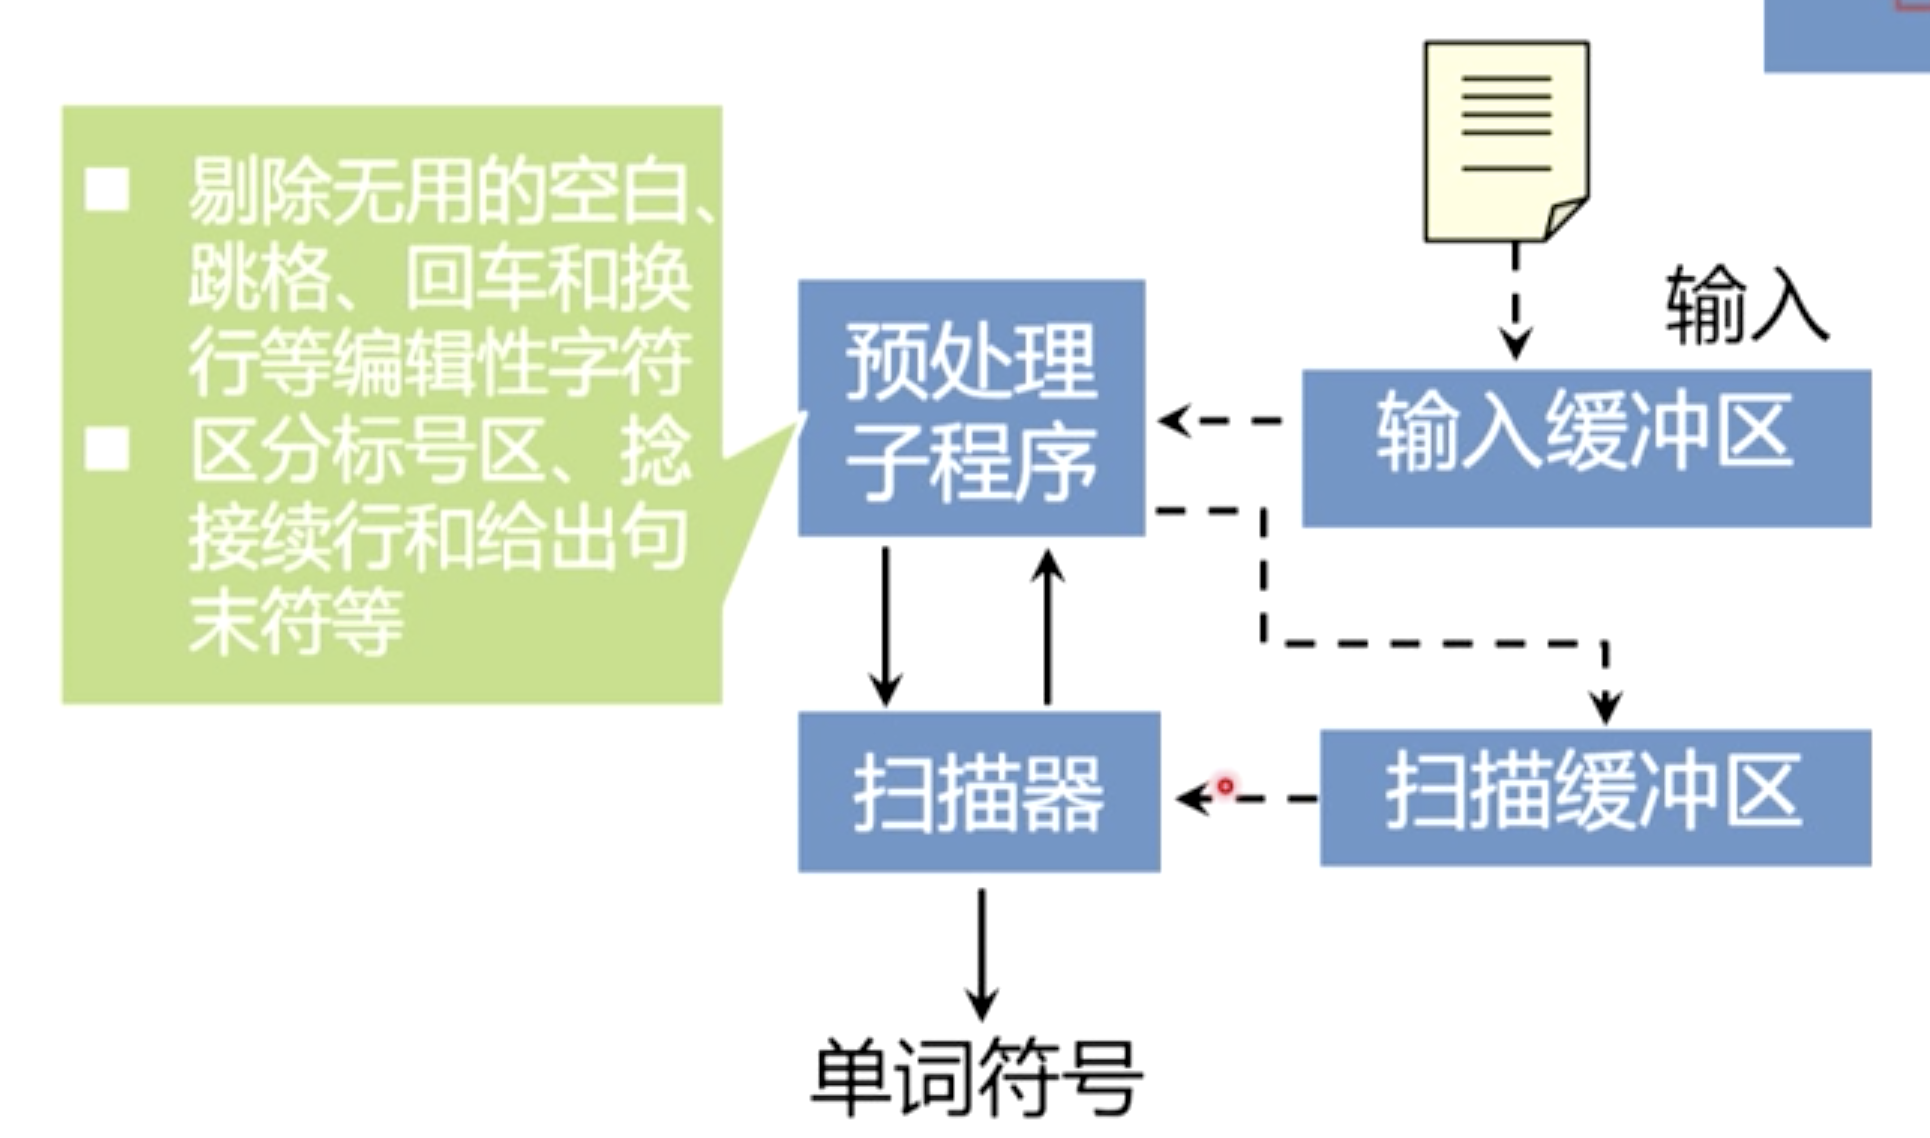 剔除无用的空白、
跳格、回车和换
行等编辑性字符
区分标号区、捻
接续行和给出句
末符等
预处理
子程序
输入
输入缓冲区
扫描器
扫描缓冲区
单词符号